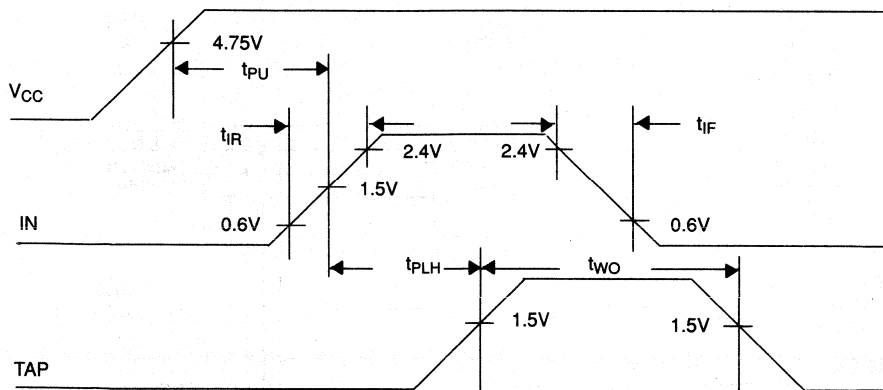 4.75V
tPU
VCC
tIR
tIF
2.4V
2.4V
1.5V
IN
0.6V
0.6V
tPLH
tWO
1.5V
1.5V
TAP